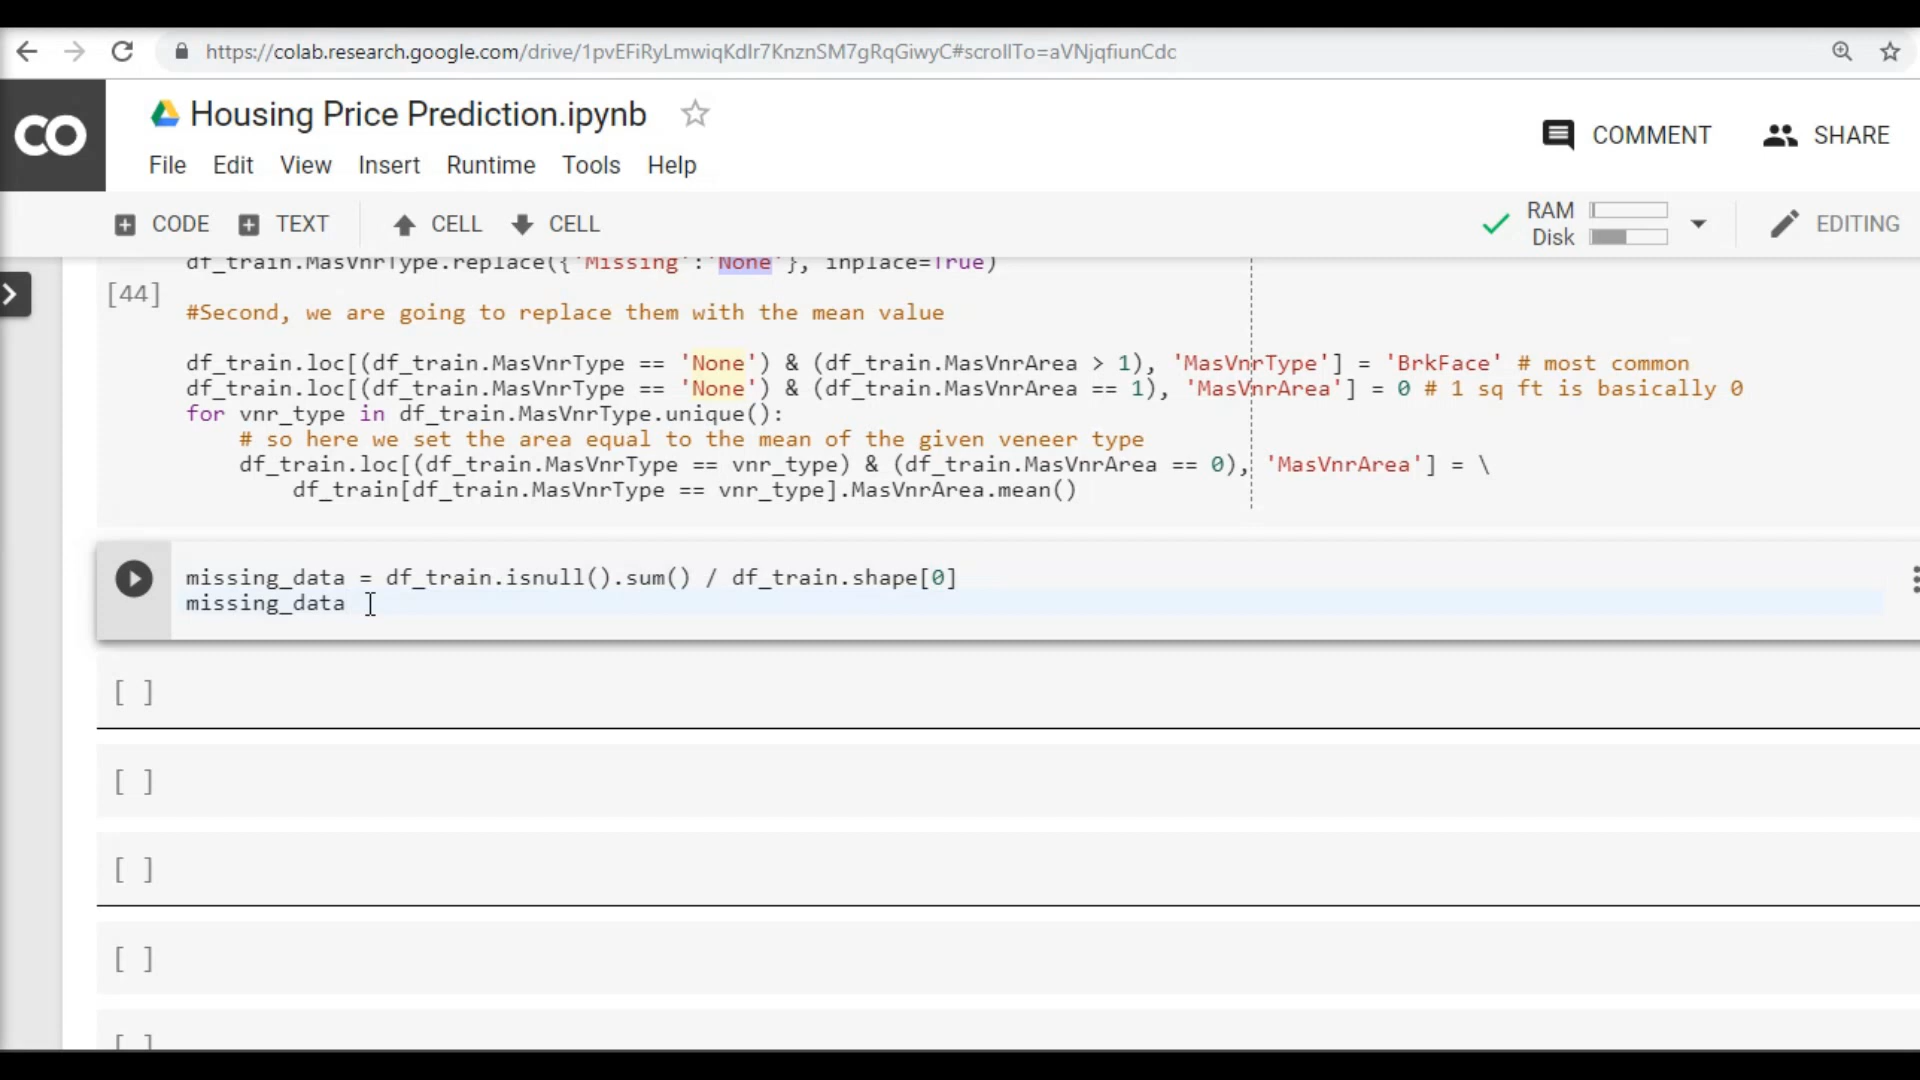 https://colab.research.google.com/drive/1pvEFiRyLmwiqKdIr7KnznSM7gRqGiwyC#scrollTo=aVNjqfiunCdc
CO
Housing Price Prediction.ipynb
COMMENT SHARE
File Edit View Insert Runtime Tools Help
CODE TEXT CELL CELL
RAM
Disk
EDITING
df_train.MasVnrType.replace({'Missing':'None'}, inplace=True)
[44]
#Second, we are going to replace them with the mean value
df_train.loc[(df_train.MasVnrType == 'None') & (df_train.MasVnrArea > 1), 'MasVnrType'] = 'BrkFace' # most common
df_train.loc[(df_train.MasVnrType == 'None') & (df_train.MasVnrArea == 1), 'MasVnrArea'] = 0 # 1 sq ft is basically 0
for vnr_type in df_train.MasVnrType.unique():
# so here we set the area equal to the mean of the given veneer type
df_train.loc[(df_train.MasVnrType == vnr_type) & (df_train.MasVnrArea == 0), 'MasVnrArea'] = \
df_train[df_train.MasVnrType == vnr_type].MasVnrArea.mean()
missing_data = df_train.isnull().sum() / df_train.shape[0]
missing_data
[ ]
[ ]
[ ]
[ ]
[ ]